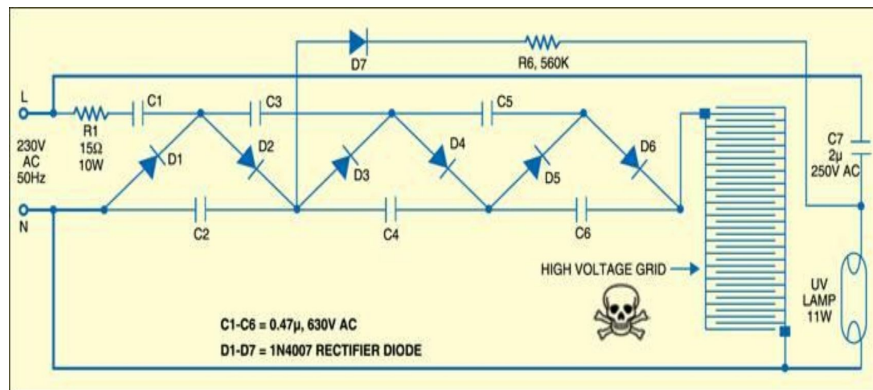 D7
R6, 560K
L
C1
C3
C5
R1
15Ω
10W
230V
AC
50Hz
D1
D2
D3
D4
D5
D6
C7
2µ
250V AC
N
C2
C4
C6
HIGH VOLTAGE GRID
UV
LAMP
11W
C1-C6 = 0.47µ, 630V AC
D1-D7 = 1N4007 RECTIFIER DIODE